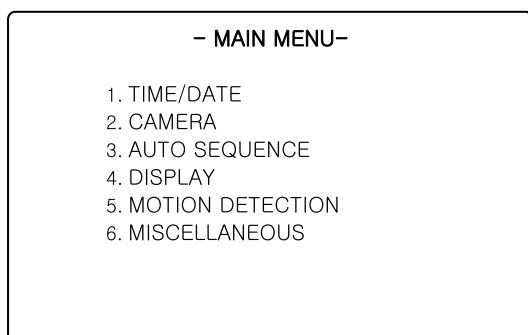 - MAIN MENU-
1. TIME/DATE
2. CAMERA
3. AUTO SEQUENCE
4. DISPLAY
5. MOTION DETECTION
6. MISCELLANEOUS